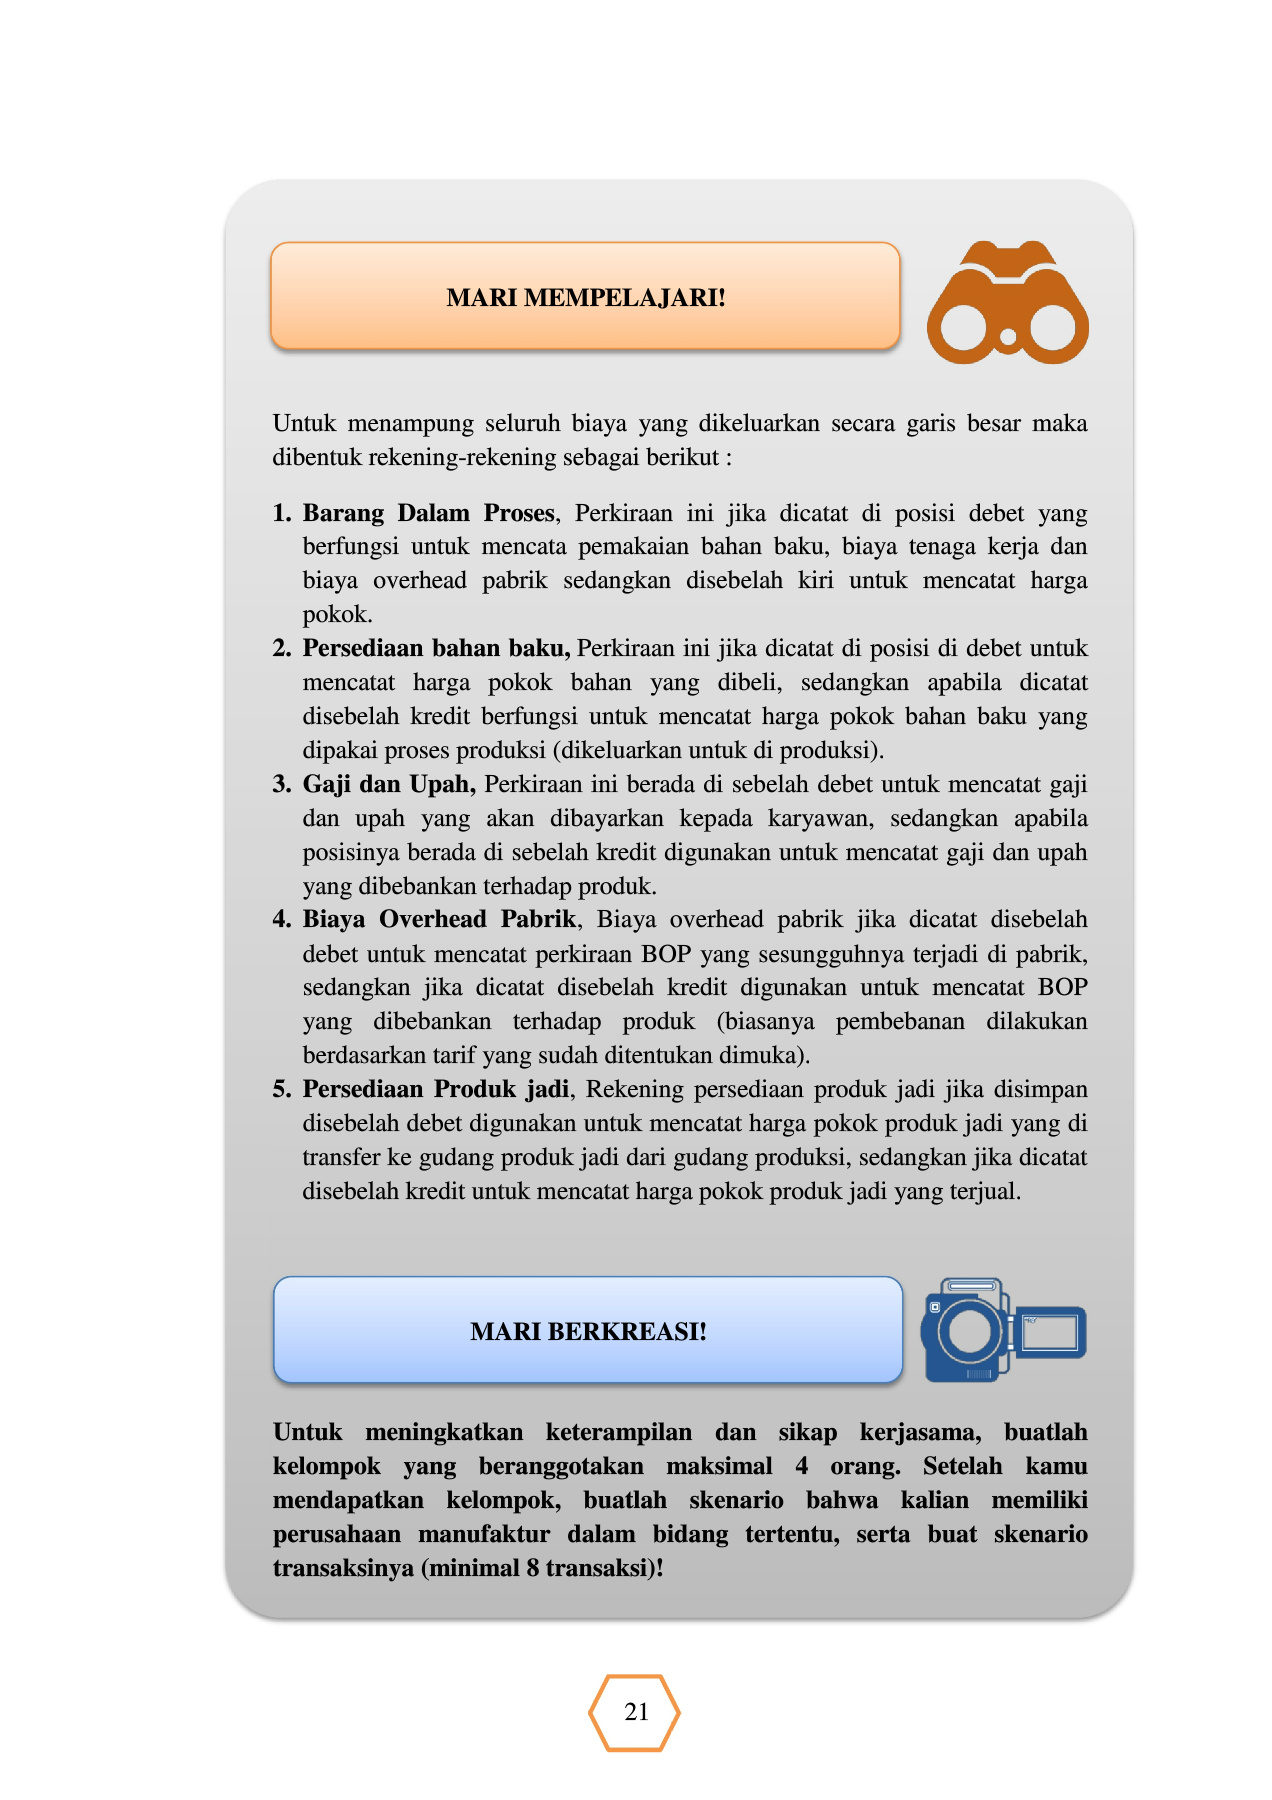 MARI MEMPELAJARI!
Untuk menampung seluruh biaya yang dikeluarkan secara garis besar maka
dibentuk rekening-rekening sebagai berikut :
1. Barang Dalam Proses, Perkiraan ini jika dicatat di posisi debet yang
berfungsi untuk mencata pemakaian bahan baku, biaya tenaga kerja dan
biaya overhead pabrik sedangkan disebelah kiri untuk mencatat harga
pokok.
2. Persediaan bahan baku, Perkiraan ini jika dicatat di posisi di debet untuk
mencatat harga pokok bahan yang dibeli, sedangkan apabila dicatat
disebelah kredit berfungsi untuk mencatat harga pokok bahan baku yang
dipakai proses produksi (dikeluarkan untuk di produksi).
3. Gaji dan Upah, Perkiraan ini berada di sebelah debet untuk mencatat gaji
dan upah yang akan dibayarkan kepada karyawan, sedangkan apabila
posisinya berada di sebelah kredit digunakan untuk mencatat gaji dan upah
yang dibebankan terhadap produk.
4. Biaya Overhead Pabrik, Biaya overhead pabrik jika dicatat disebelah
debet untuk mencatat perkiraan BOP yang sesungguhnya terjadi di pabrik,
sedangkan jika dicatat disebelah kredit digunakan untuk mencatat BOP
yang dibebankan terhadap produk (biasanya pembebanan dilakukan
berdasarkan tarif yang sudah ditentukan dimuka).
5. Persediaan Produk jadi, Rekening persediaan produk jadi jika disimpan
disebelah debet digunakan untuk mencatat harga pokok produk jadi yang di
transfer ke gudang produk jadi dari gudang produksi, sedangkan jika dicatat
disebelah kredit untuk mencatat harga pokok produk jadi yang terjual.
MARI BERKREASI!
Untuk meningkatkan keterampilan dan sikap kerjasama, buatlah
kelompok yang beranggotakan maksimal 4 orang. Setelah kamu
mendapatkan kelompok, buatlah skenario bahwa kalian memiliki
perusahaan manufaktur dalam bidang tertentu, serta buat skenario
transaksinya (minimal 8 transaksi)!
21